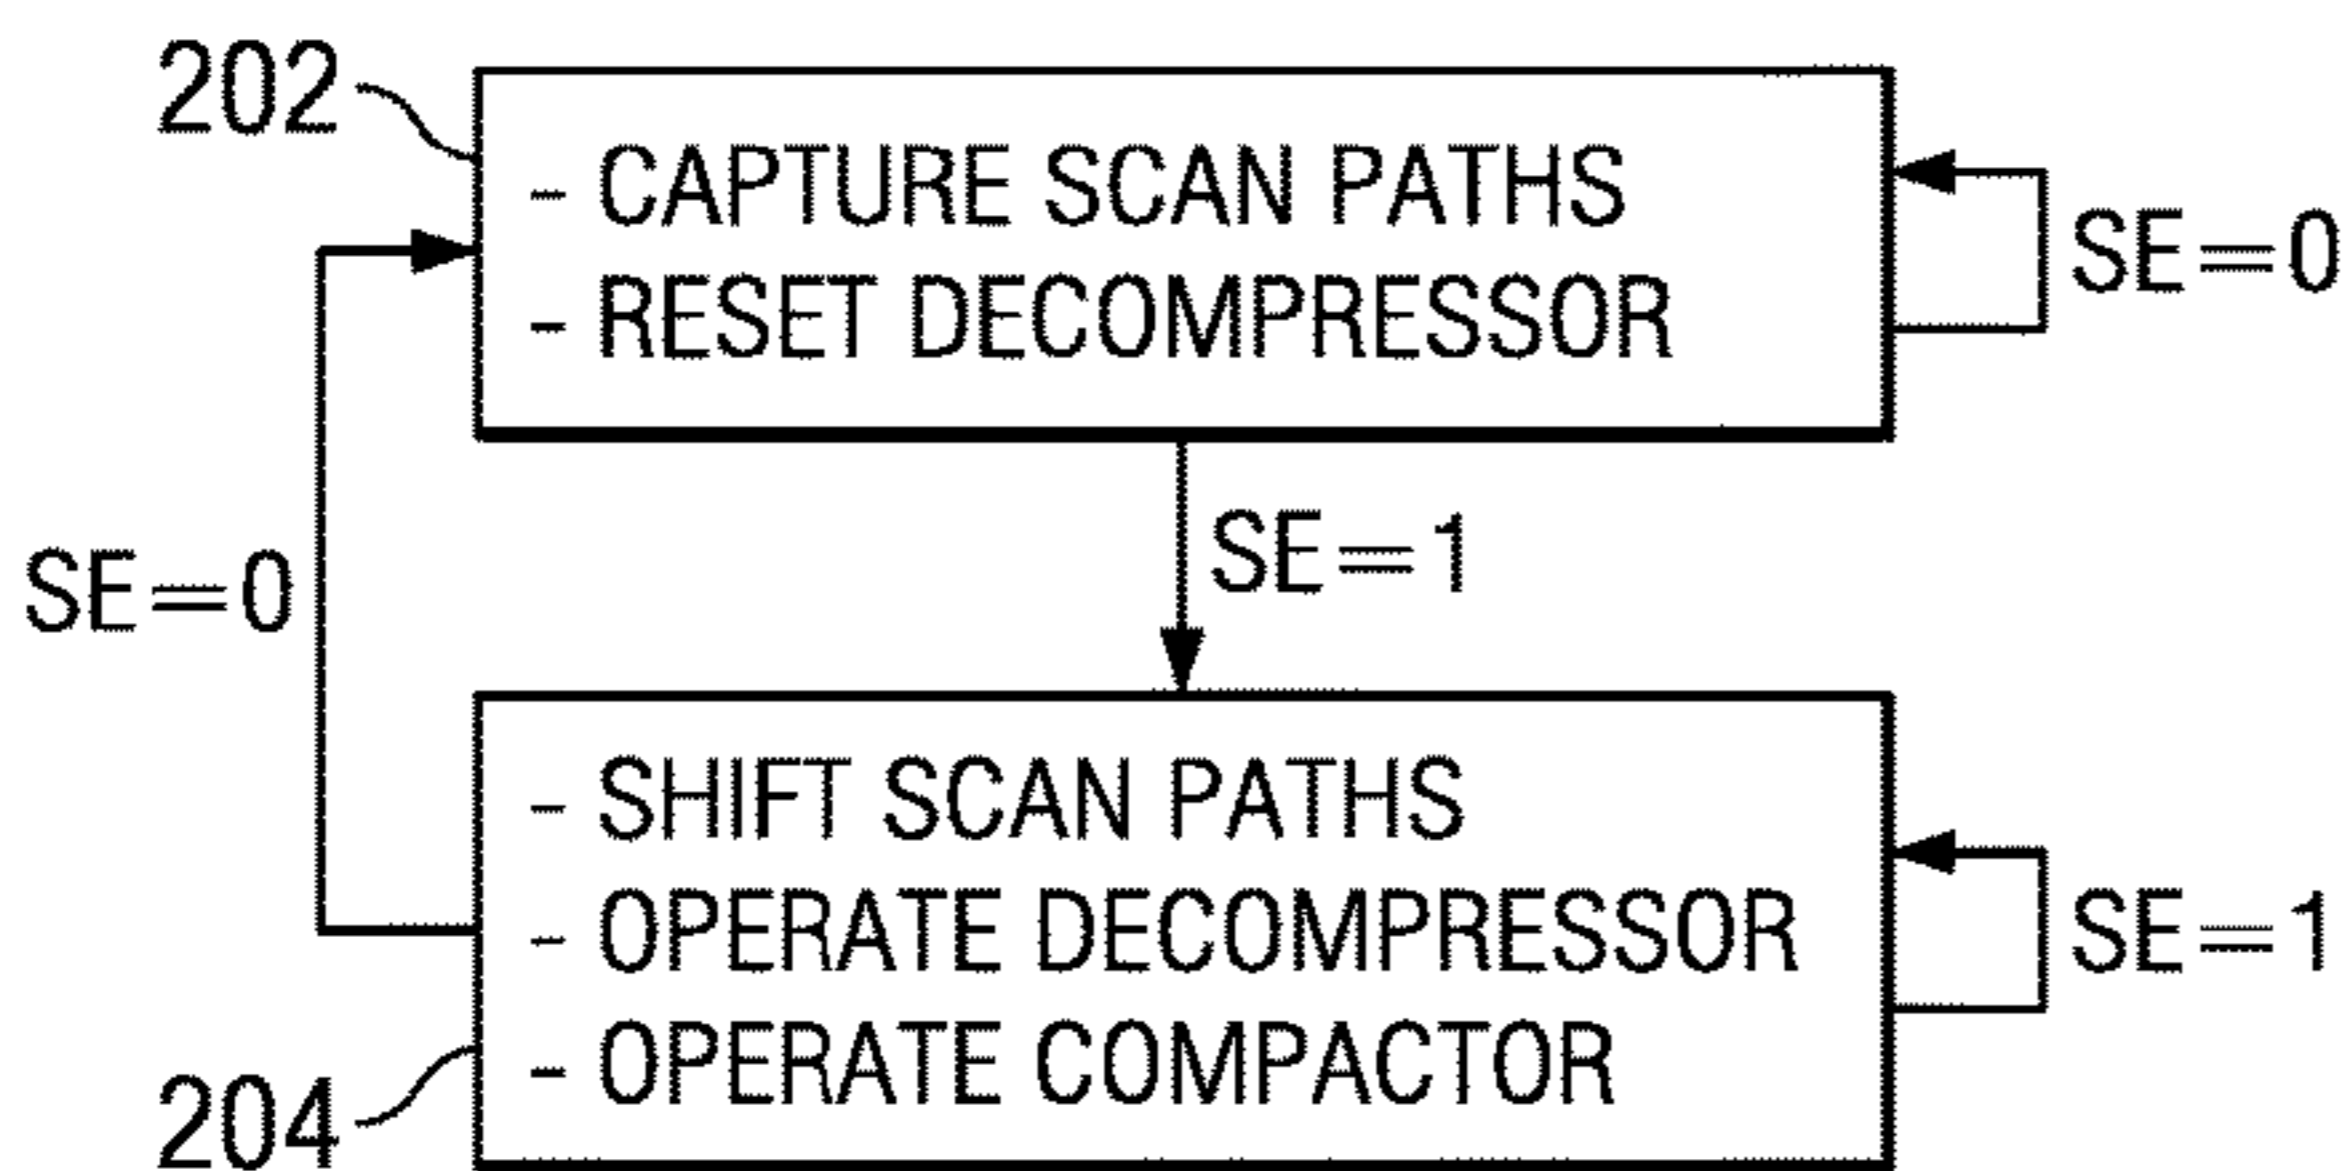 202
- CAPTURE SCAN PATHS
- RESET DECOMPRESSOR
SE=0
SE=0
SE=1
- SHIFT SCAN PATHS
- OPERATE DECOMPRESSOR
- OPERATE COMPACTOR
SE=1
204